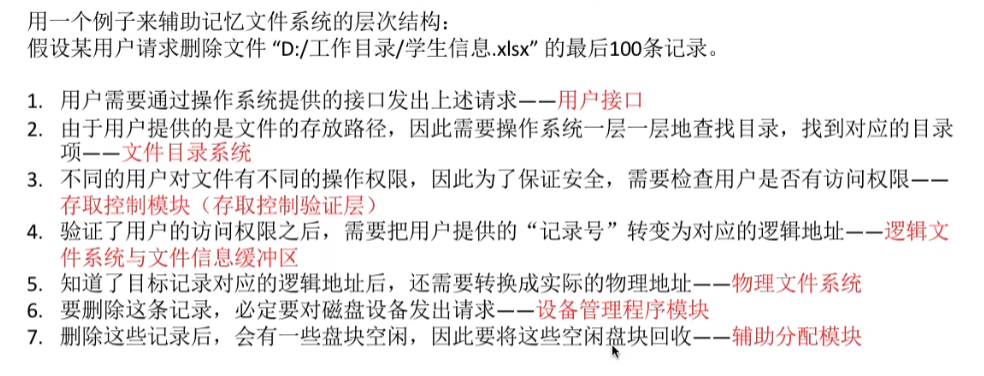 用一个例子来辅助记忆文件系统的层次结构：
假设某用户请求删除文件 “D:/工作目录/学生信息.xlsx” 的最后100条记录。
1. 用户需要通过操作系统提供的接口发出上述请求——用户接口
2. 由于用户提供的是文件的存放路径，因此需要操作系统一层一层地查找目录，找到对应的目录
项——文件目录系统
3. 不同的用户对文件有不同的操作权限，因此为了保证安全，需要检查用户是否有访问权限——
存取控制模块（存取控制验证层）
4. 验证了用户的访问权限之后，需要把用户提供的“记录号”转变为对应的逻辑地址——逻辑文
件系统与文件信息缓冲区
5. 知道了目标记录对应的逻辑地址后，还需要转换成实际的物理地址——物理文件系统
6. 要删除这条记录，必定要对磁盘设备发出请求——设备管理程序模块
7. 删除这些记录后，会有一些盘块空闲，因此要将这些空闲盘块回收——辅助分配模块